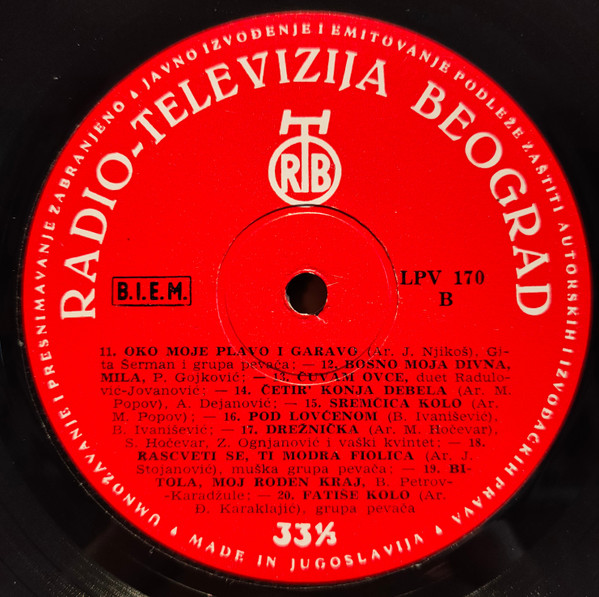 UMNOŽAVANJE I PRESNIMAVANJE ZABRANJENO ▲ JAVNO IZVOĐENJE I EMITOVANJE PODLEŽE ZAŠTITI AUTORSKIH I IZVOĐAČKIH PRAVA ▲
RADIO-TELEVIZIJA BEOGRAD
RTB
B.I.E.M.
LPV 170
B
11. OKO MOJE PLAVO I GARAVO (Ar. J. Njikoš), Gi-
ta Šerman i grupa pevača; — 12. BOSNO MOJA DIVNA,
MILA, P. Gojković; — 13. ČUVAM OVCE, duet Radulo-
vic-Jovanović; — 14. ČETIR' KONJA DEBELA (Ar. M.
Popov), A. Dejanović; — 15. SREMČICA KOLO (Ar.
M. Popov); — 16. POD LOVĆENOM (B. Ivanišević),
B. Ivanisević; — 17. DREŽNIČKA (Ar. M. Hočevar),
S. Hočevar, Z. Ognjanović i vaški kvintet; — 18.
RASCVETI SE, TI MODRA FIOLICA (Ar. J.
Stojanović), muška grupa pevača; — 19. BI-
TOLA, MOJ ROĐEN KRAJ, B. Petrov-
-Karadžule; — 20. FATIŠE KOLO (Ar.
Đ. Karaklajić), grupa pevača
33⅓
MADE IN JUGOSLAVIJA ▲